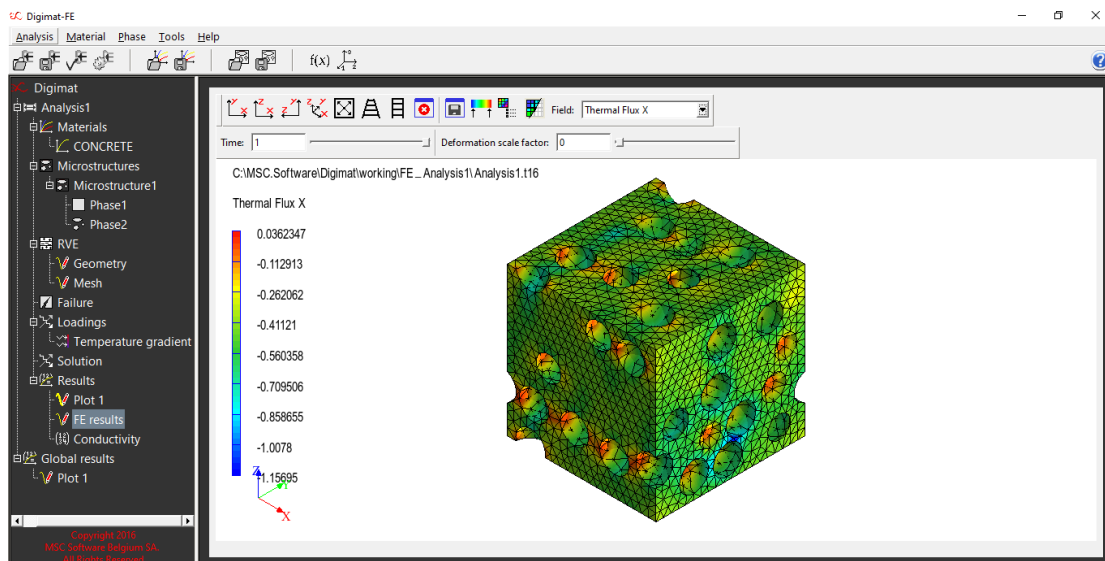 Digimat-FE
Analysis Material Phase Tools Help
f(x)
Digimat
Analysis1
Materials
CONCRETE
Microstructures
Microstructure1
Phase1
Phase2
RVE
Geometry
Mesh
Failure
Loadings
Temperature gradient
Solution
Results
Plot 1
FE results
Conductivity
Global results
Plot 1
Copyright 2016
MSC Software Belgium SA.
All Rights Reserved
Field: Thermal Flux X
Time: 1 Deformation scale factor: 0
C:\MSC.Software\Digimat\working\FE_Analysis1\Analysis1.t16
Thermal Flux X
0.0362347
-0.112913
-0.262062
-0.41121
-0.560358
-0.709506
-0.858655
-1.0078
-1.15695
Z
Y
X